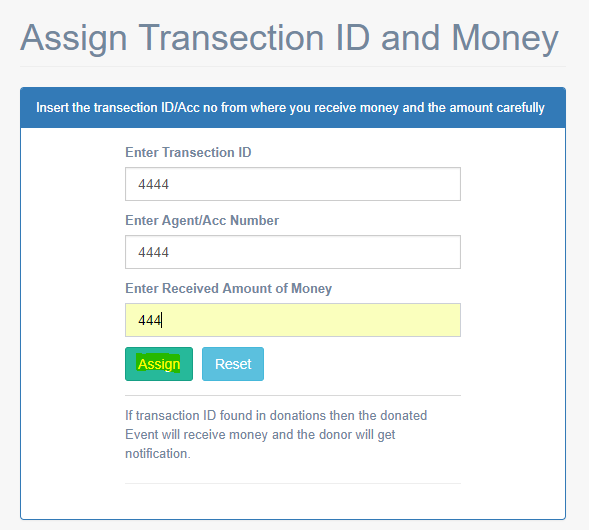 Assign Transection ID and Money
Insert the transection ID/Acc no from where you receive money and the amount carefully
Enter Transection ID
4444
Enter Agent/Acc Number
4444
Enter Received Amount of Money
444
Assign Reset
If transaction ID found in donations then the donated
Event will receive money and the donor will get
notification.